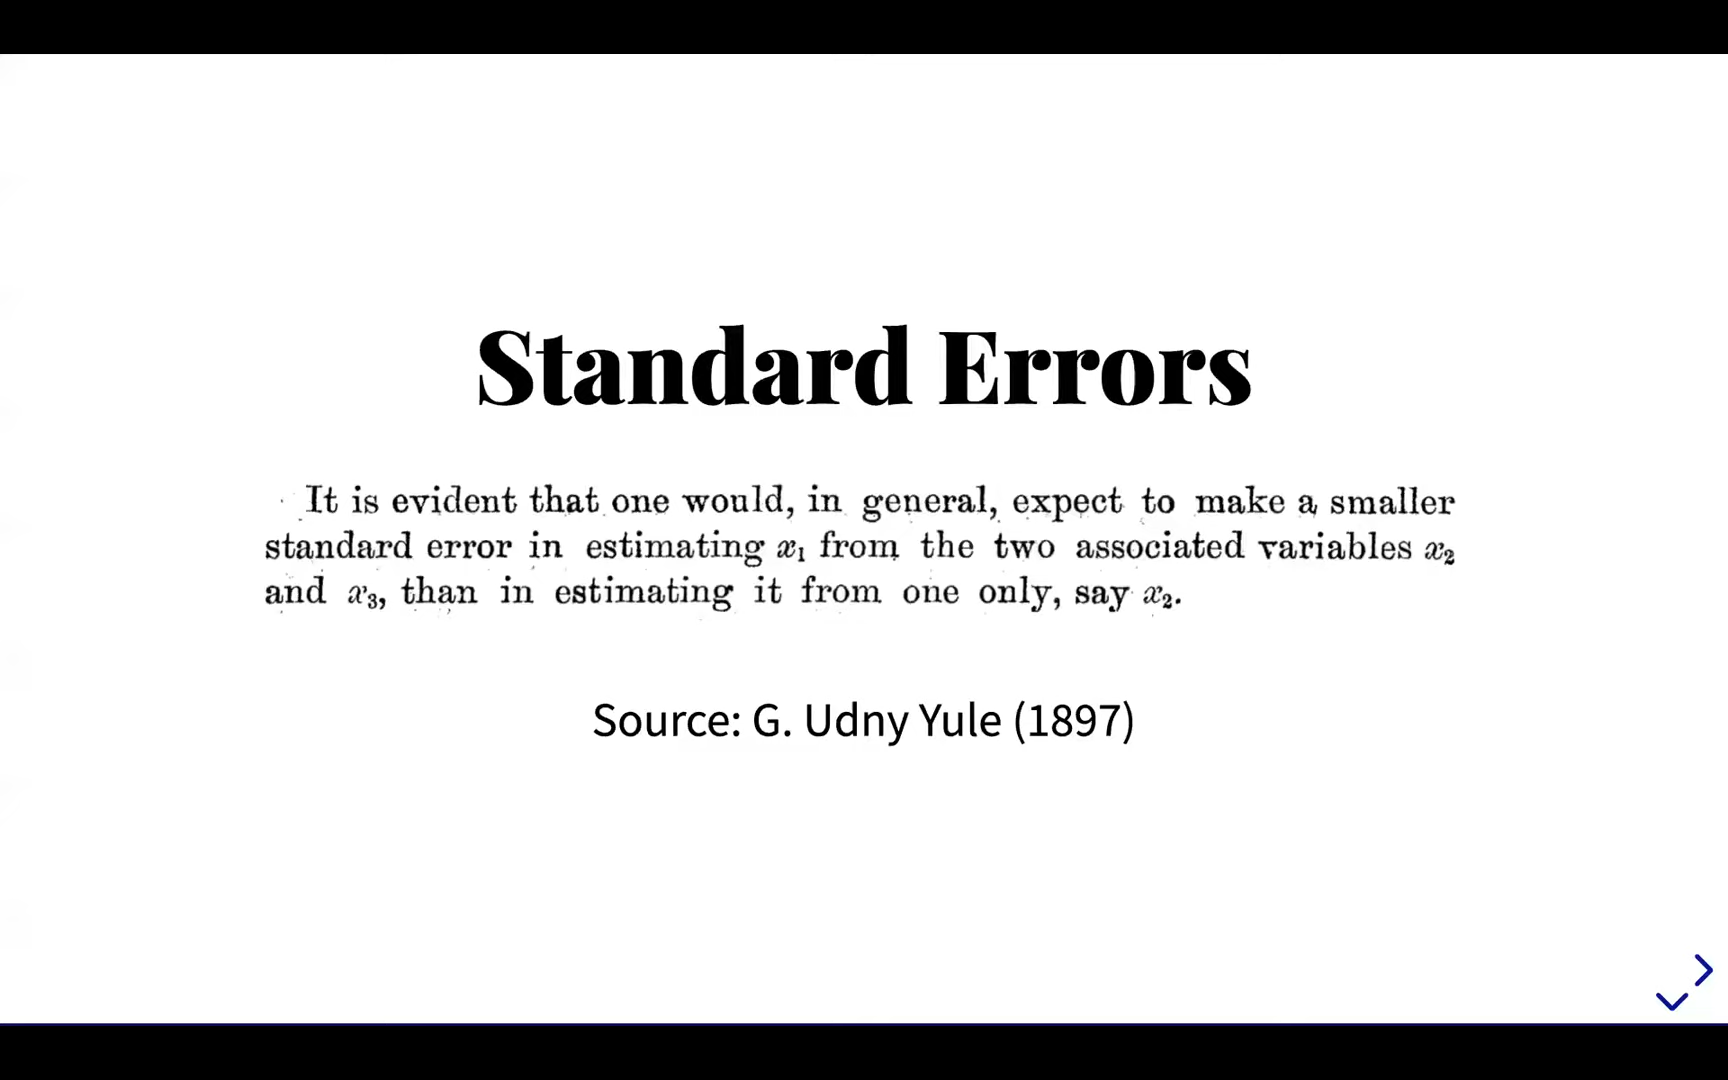 Standard Errors
It is evident that one would, in general, expect to make a smaller
standard error in estimating x₁ from the two associated variables x₂
and x₃, than in estimating it from one only, say x₂.
Source: G. Udny Yule (1897)